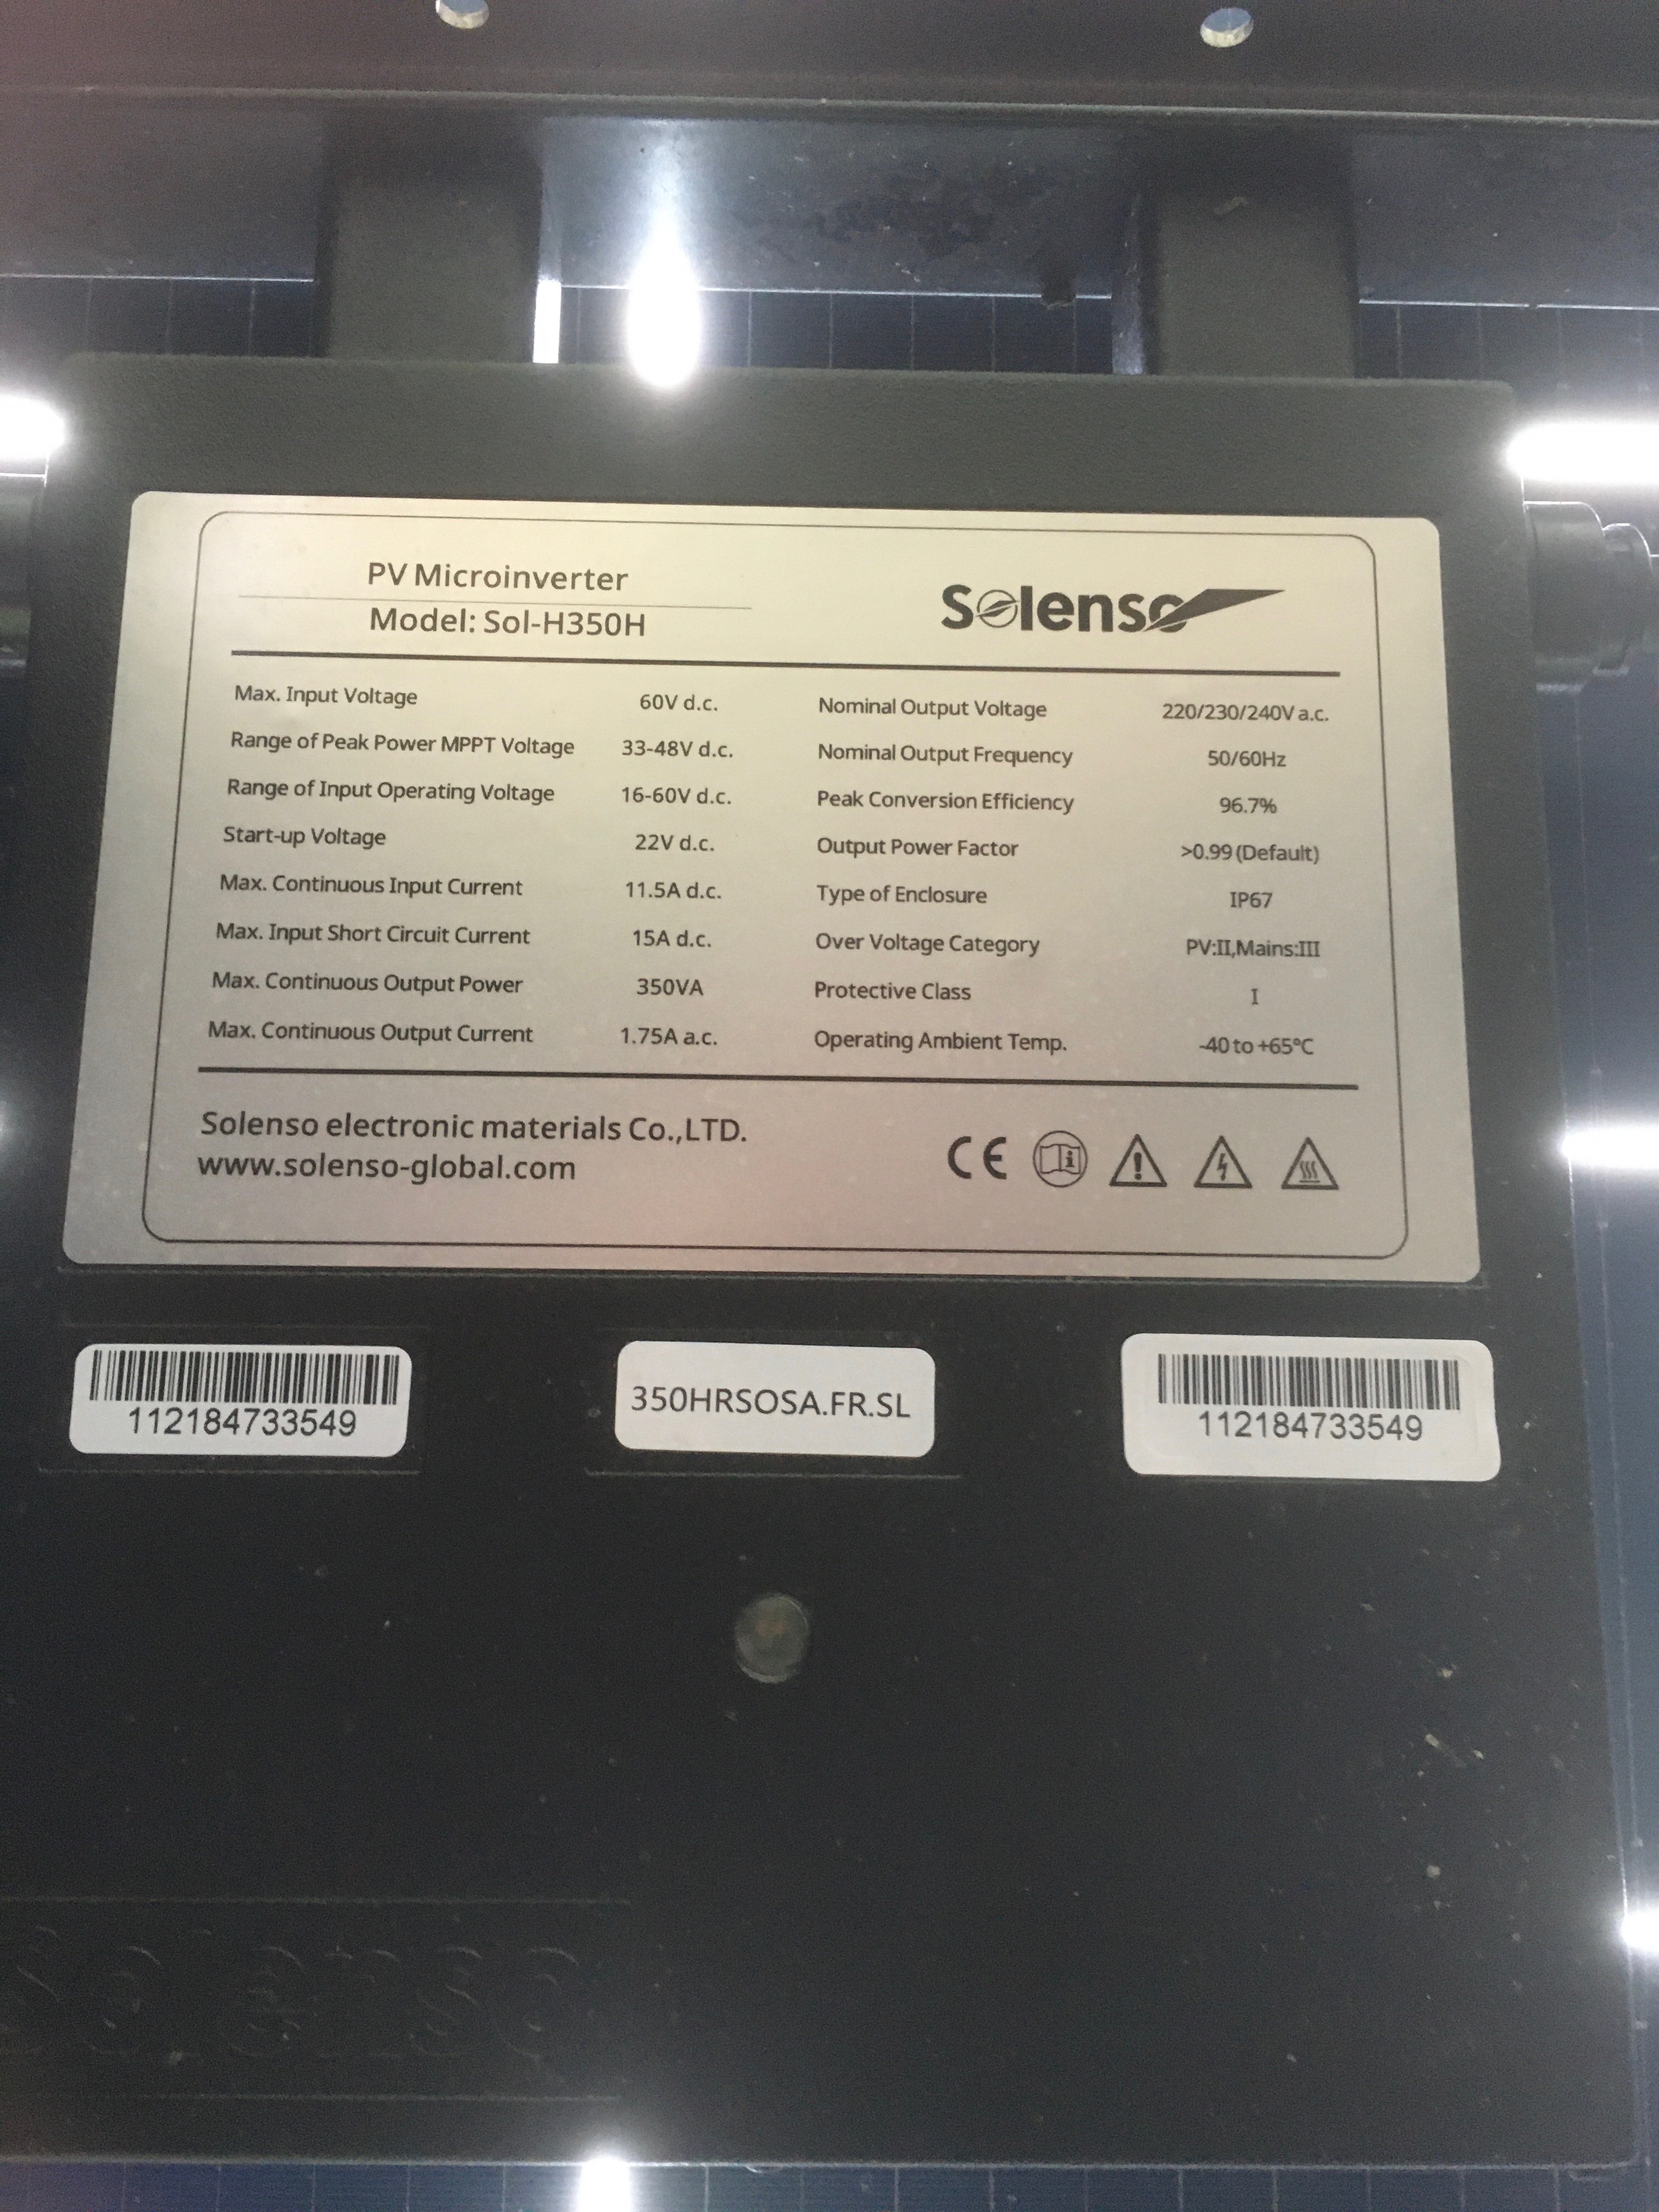 PV Microinverter
Model: Sol-H350H
Solenso
Max. Input Voltage 60V d.c.
Range of Peak Power MPPT Voltage 33-48V d.c.
Range of Input Operating Voltage 16-60V d.c.
Start-up Voltage 22V d.c.
Max. Continuous Input Current 11.5A d.c.
Max. Input Short Circuit Current 15A d.c.
Max. Continuous Output Power 350VA
Max. Continuous Output Current 1.75A a.c.
Nominal Output Voltage 220/230/240V a.c.
Nominal Output Frequency 50/60Hz
Peak Conversion Efficiency 96.7%
Output Power Factor >0.99 (Default)
Type of Enclosure IP67
Over Voltage Category PV:II,Mains:III
Protective Class I
Operating Ambient Temp. -40 to +65°C
Solenso electronic materials Co.,LTD.
www.solenso-global.com
CE
112184733549
350HRSOSA.FR.SL
112184733549